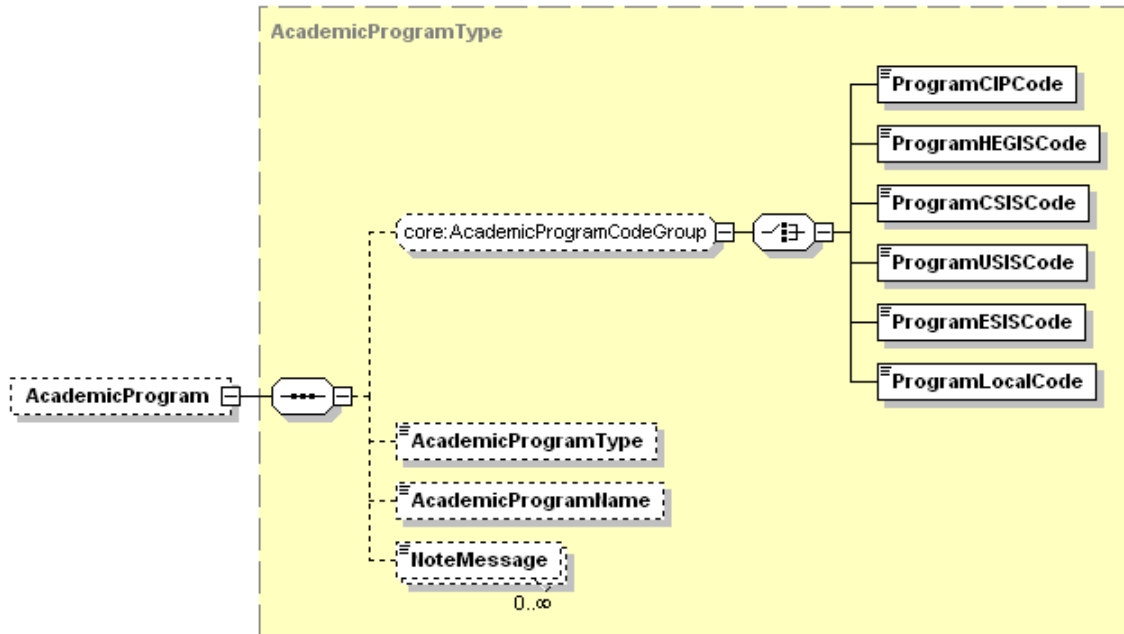 AcademicProgramType
ProgramCIPCode
ProgramHEGISCode
ProgramCSISCode
core:AcademicProgramCodeGroup
ProgramUSISCode
ProgramESISCode
ProgramLocalCode
AcademicProgram
AcademicProgramType
AcademicProgramName
NoteMessage
0..∞